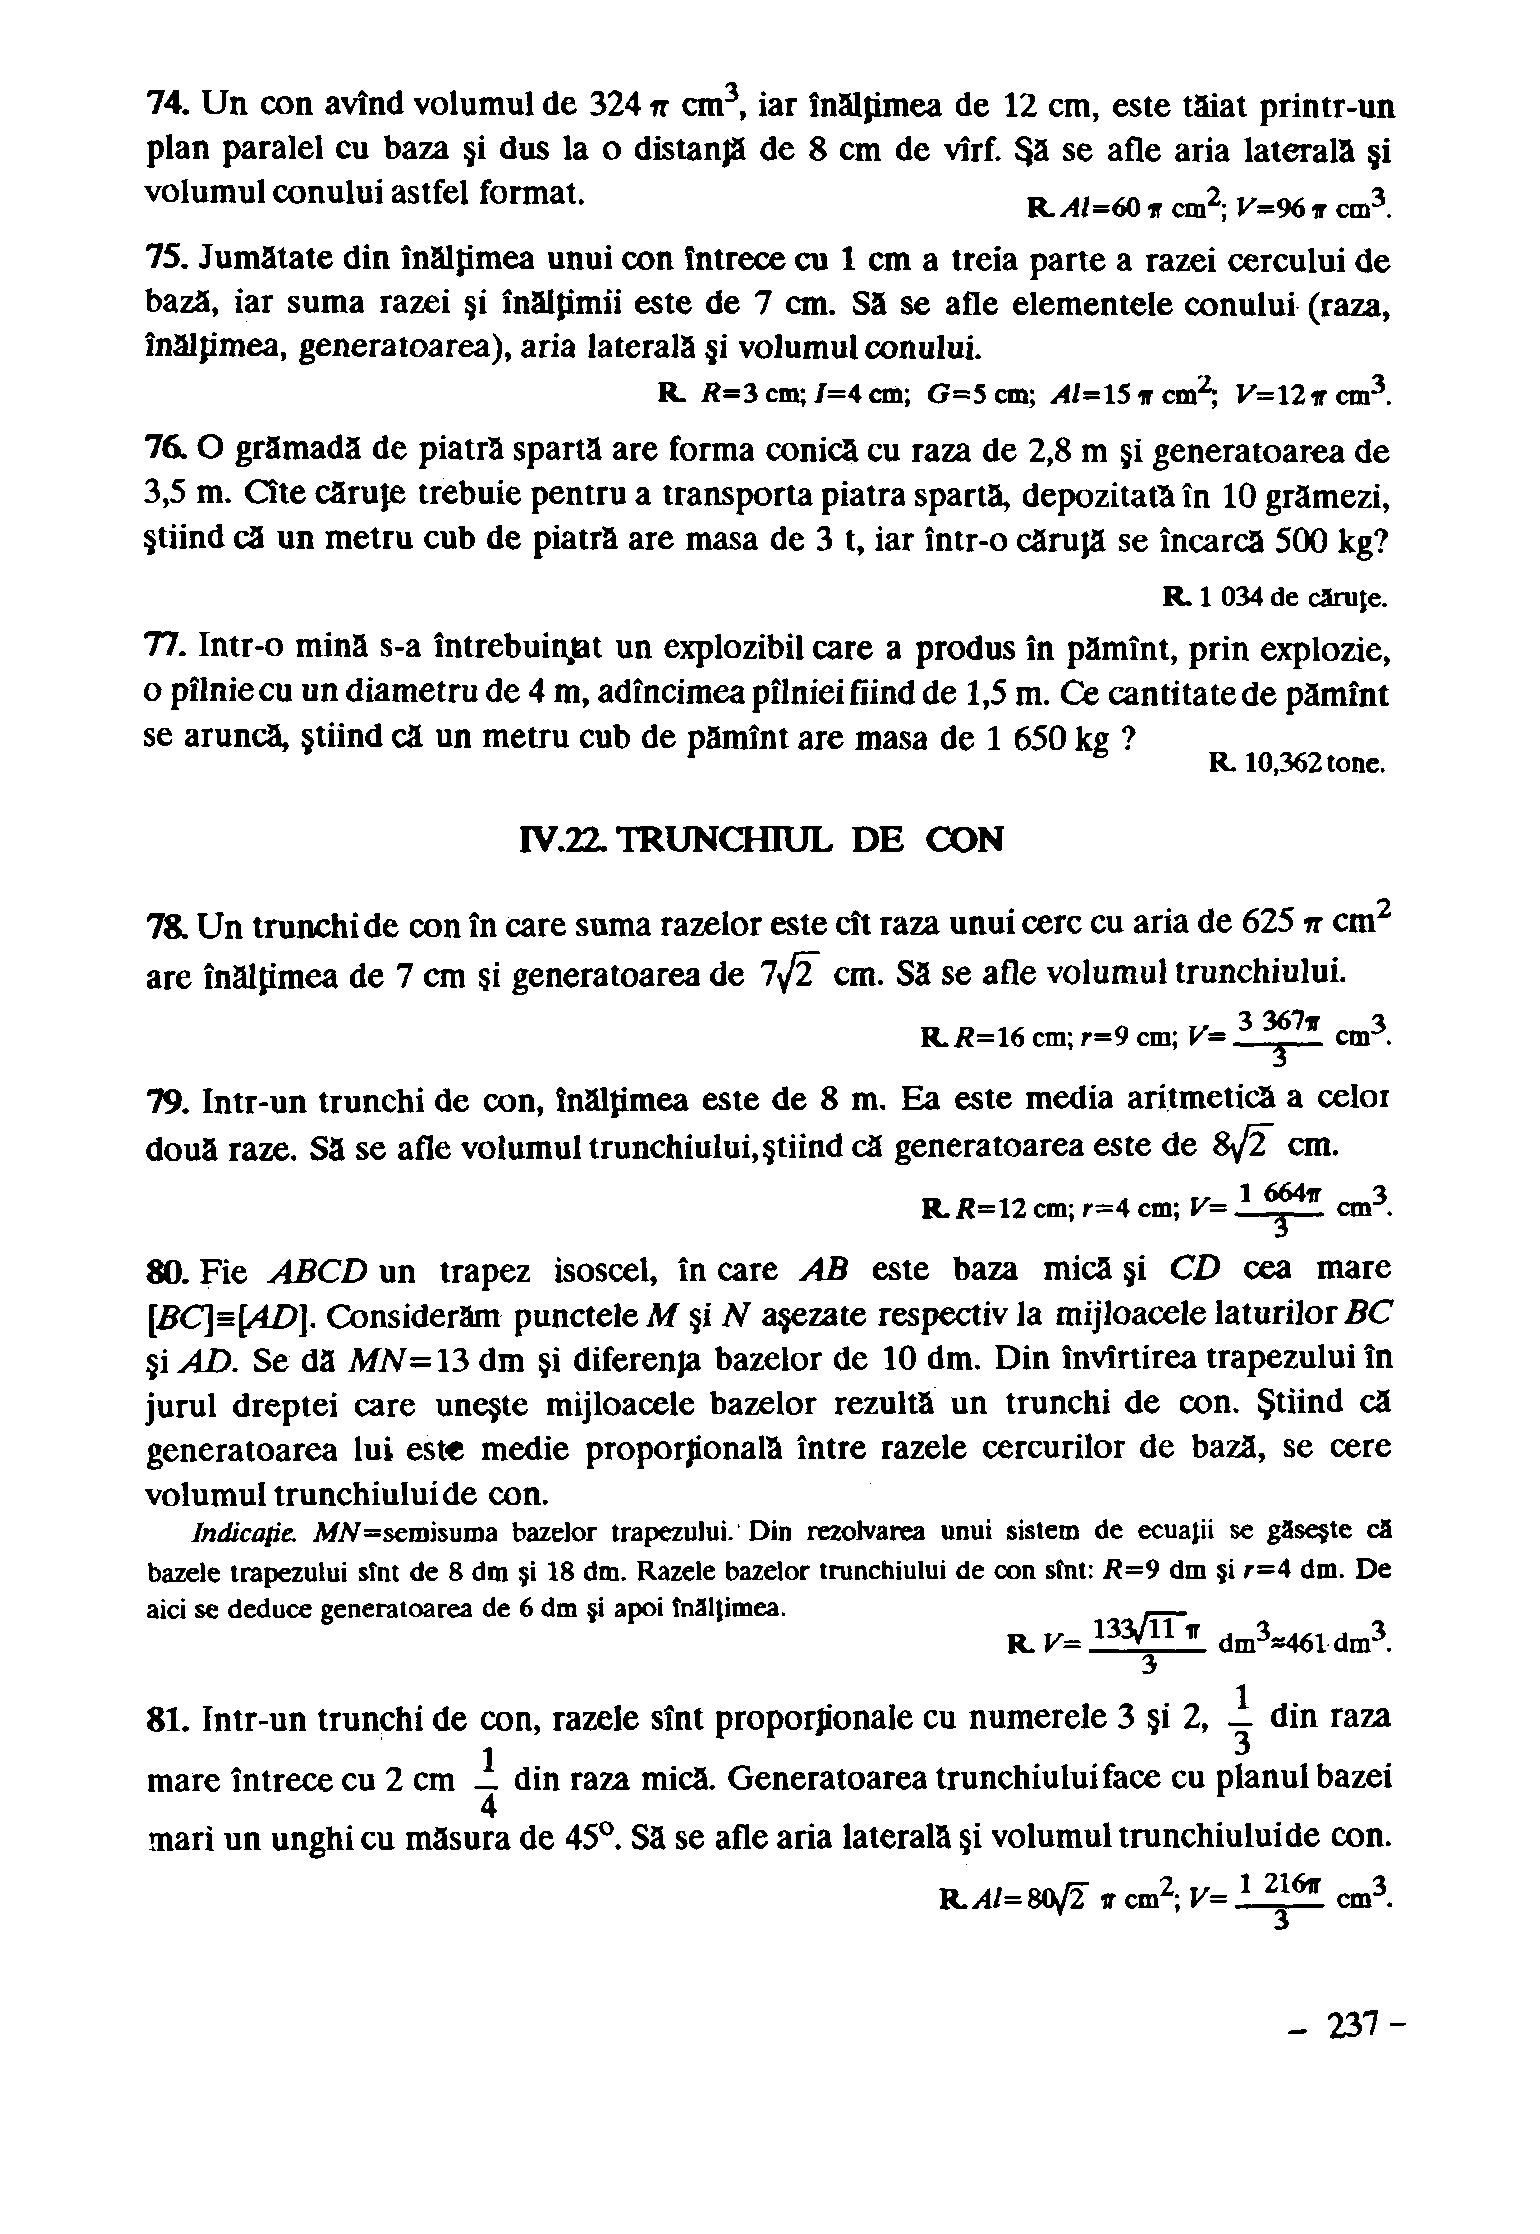 74. Un con avînd volumul de 324 π cm³, iar înălţimea de 12 cm, este tăiat printr-un
plan paralel cu baza şi dus la o distanţă de 8 cm de vîrf. Şă se afle aria laterală şi
volumul conului astfel format.
R. Al=60 π cm²; V=96 π cm³.
75. Jumătate din înălţimea unui con întrece cu 1 cm a treia parte a razei cercului de
bază, iar suma razei şi înălţimii este de 7 cm. Să se afle elementele conului (raza,
înălţimea, generatoarea), aria laterală şi volumul conului.
R. R=3 cm; I=4 cm; G=5 cm; Al=15 π cm²; V=12 π cm³.
76. O grămadă de piatră spartă are forma conică cu raza de 2,8 m şi generatoarea de
3,5 m. Cîte căruţe trebuie pentru a transporta piatra spartă, depozitată în 10 grămezi,
ştiind că un metru cub de piatră are masa de 3 t, iar într-o căruţă se încarcă 500 kg?
R. 1 034 de căruţe.
77. Intr-o mină s-a întrebuinţat un explozibil care a produs în pămînt, prin explozie,
o pîlnie cu un diametru de 4 m, adîncimea pîlniei fiind de 1,5 m. Ce cantitate de pămînt
se aruncă, ştiind că un metru cub de pămînt are masa de 1 650 kg ?
R. 10,362 tone.
IV.22. TRUNCHIUL DE CON
78. Un trunchi de con în care suma razelor este cît raza unui cerc cu aria de 625 π cm²
are înălţimea de 7 cm şi generatoarea de 7√2 cm. Să se afle volumul trunchiului.
R. R=16 cm; r=9 cm; V= 3 367π/3 cm³.
79. Intr-un trunchi de con, înălţimea este de 8 m. Ea este media aritmetică a celor
două raze. Să se afle volumul trunchiului, ştiind că generatoarea este de 8√2 cm.
R. R=12 cm; r=4 cm; V= 1 664π/3 cm³.
80. Fie ABCD un trapez isoscel, în care AB este baza mică şi CD cea mare
[BC]≡[AD]. Considerăm punctele M şi N aşezate respectiv la mijloacele laturilor BC
şi AD. Se dă MN=13 dm şi diferenţa bazelor de 10 dm. Din învîrtirea trapezului în
jurul dreptei care uneşte mijloacele bazelor rezultă un trunchi de con. Ştiind că
generatoarea lui este medie proporţională între razele cercurilor de bază, se cere
volumul trunchiului de con.
Indicaţie. MN=semisuma bazelor trapezului. Din rezolvarea unui sistem de ecuaţii se găseşte că
bazele trapezului sînt de 8 dm şi 18 dm. Razele bazelor trunchiului de con sînt: R=9 dm şi r=4 dm. De
aici se deduce generatoarea de 6 dm şi apoi înălţimea.
R. V= 133√11 π/3 dm³≈461 dm³.
81. Intr-un trunchi de con, razele sînt proporţionale cu numerele 3 şi 2, 1/3 din raza
mare întrece cu 2 cm 1/4 din raza mică. Generatoarea trunchiului face cu planul bazei
mari un unghi cu măsura de 45°. Să se afle aria laterală şi volumul trunchiului de con.
R. Al= 80√2 π cm²; V= 1 216π/3 cm³.
- 237 -